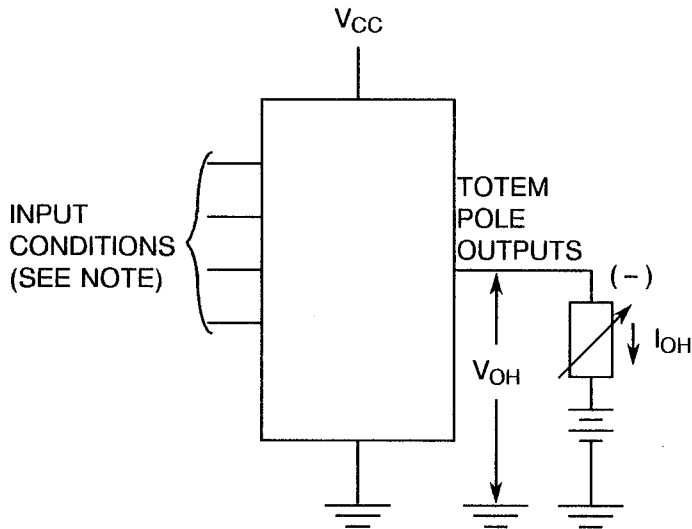 VCC
INPUT
CONDITIONS
(SEE NOTE)
TOTEM
POLE
OUTPUTS
(–)
IOH
VOH